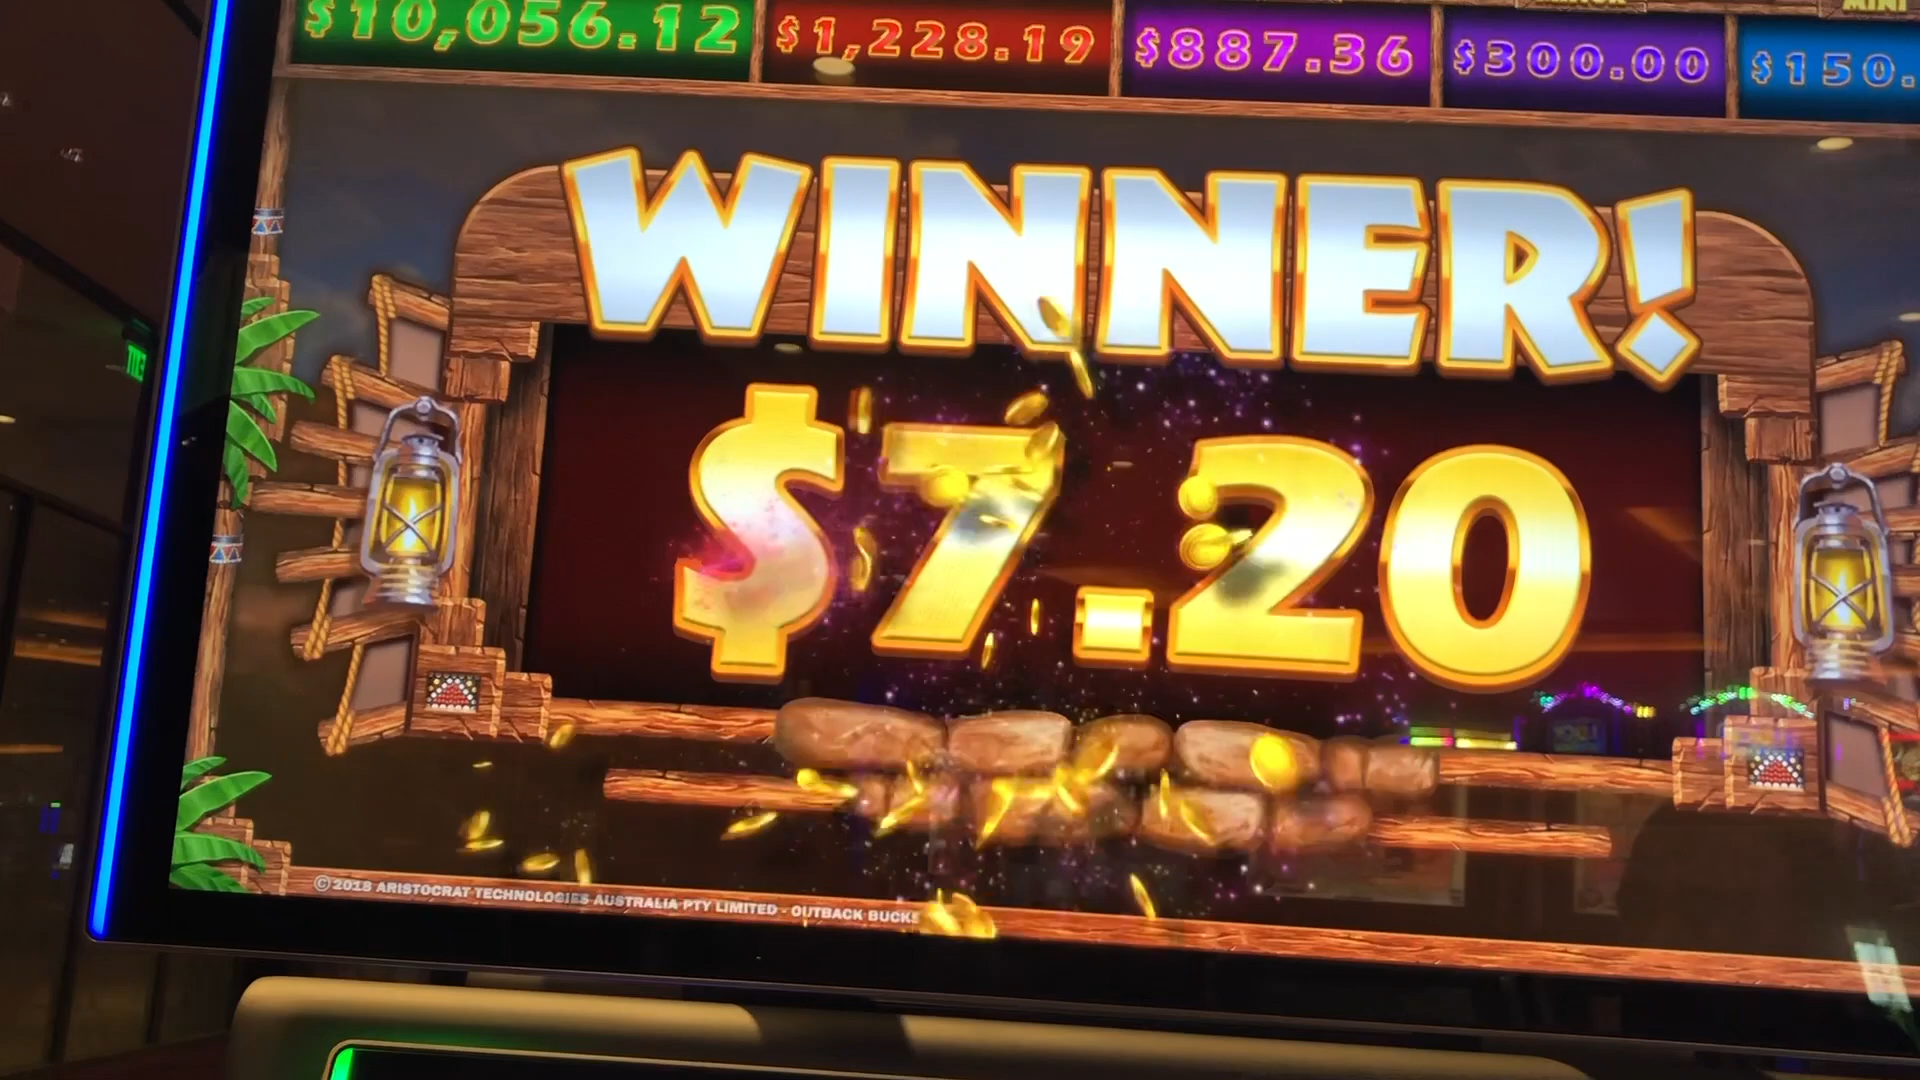 $10,056.12 $1,228.19 $887.36 $300.00 $150.
WINNER!
$7.20
©2018 ARISTOCRAT TECHNOLOGIES AUSTRALIA PTY LIMITED - OUTBACK BUCKS